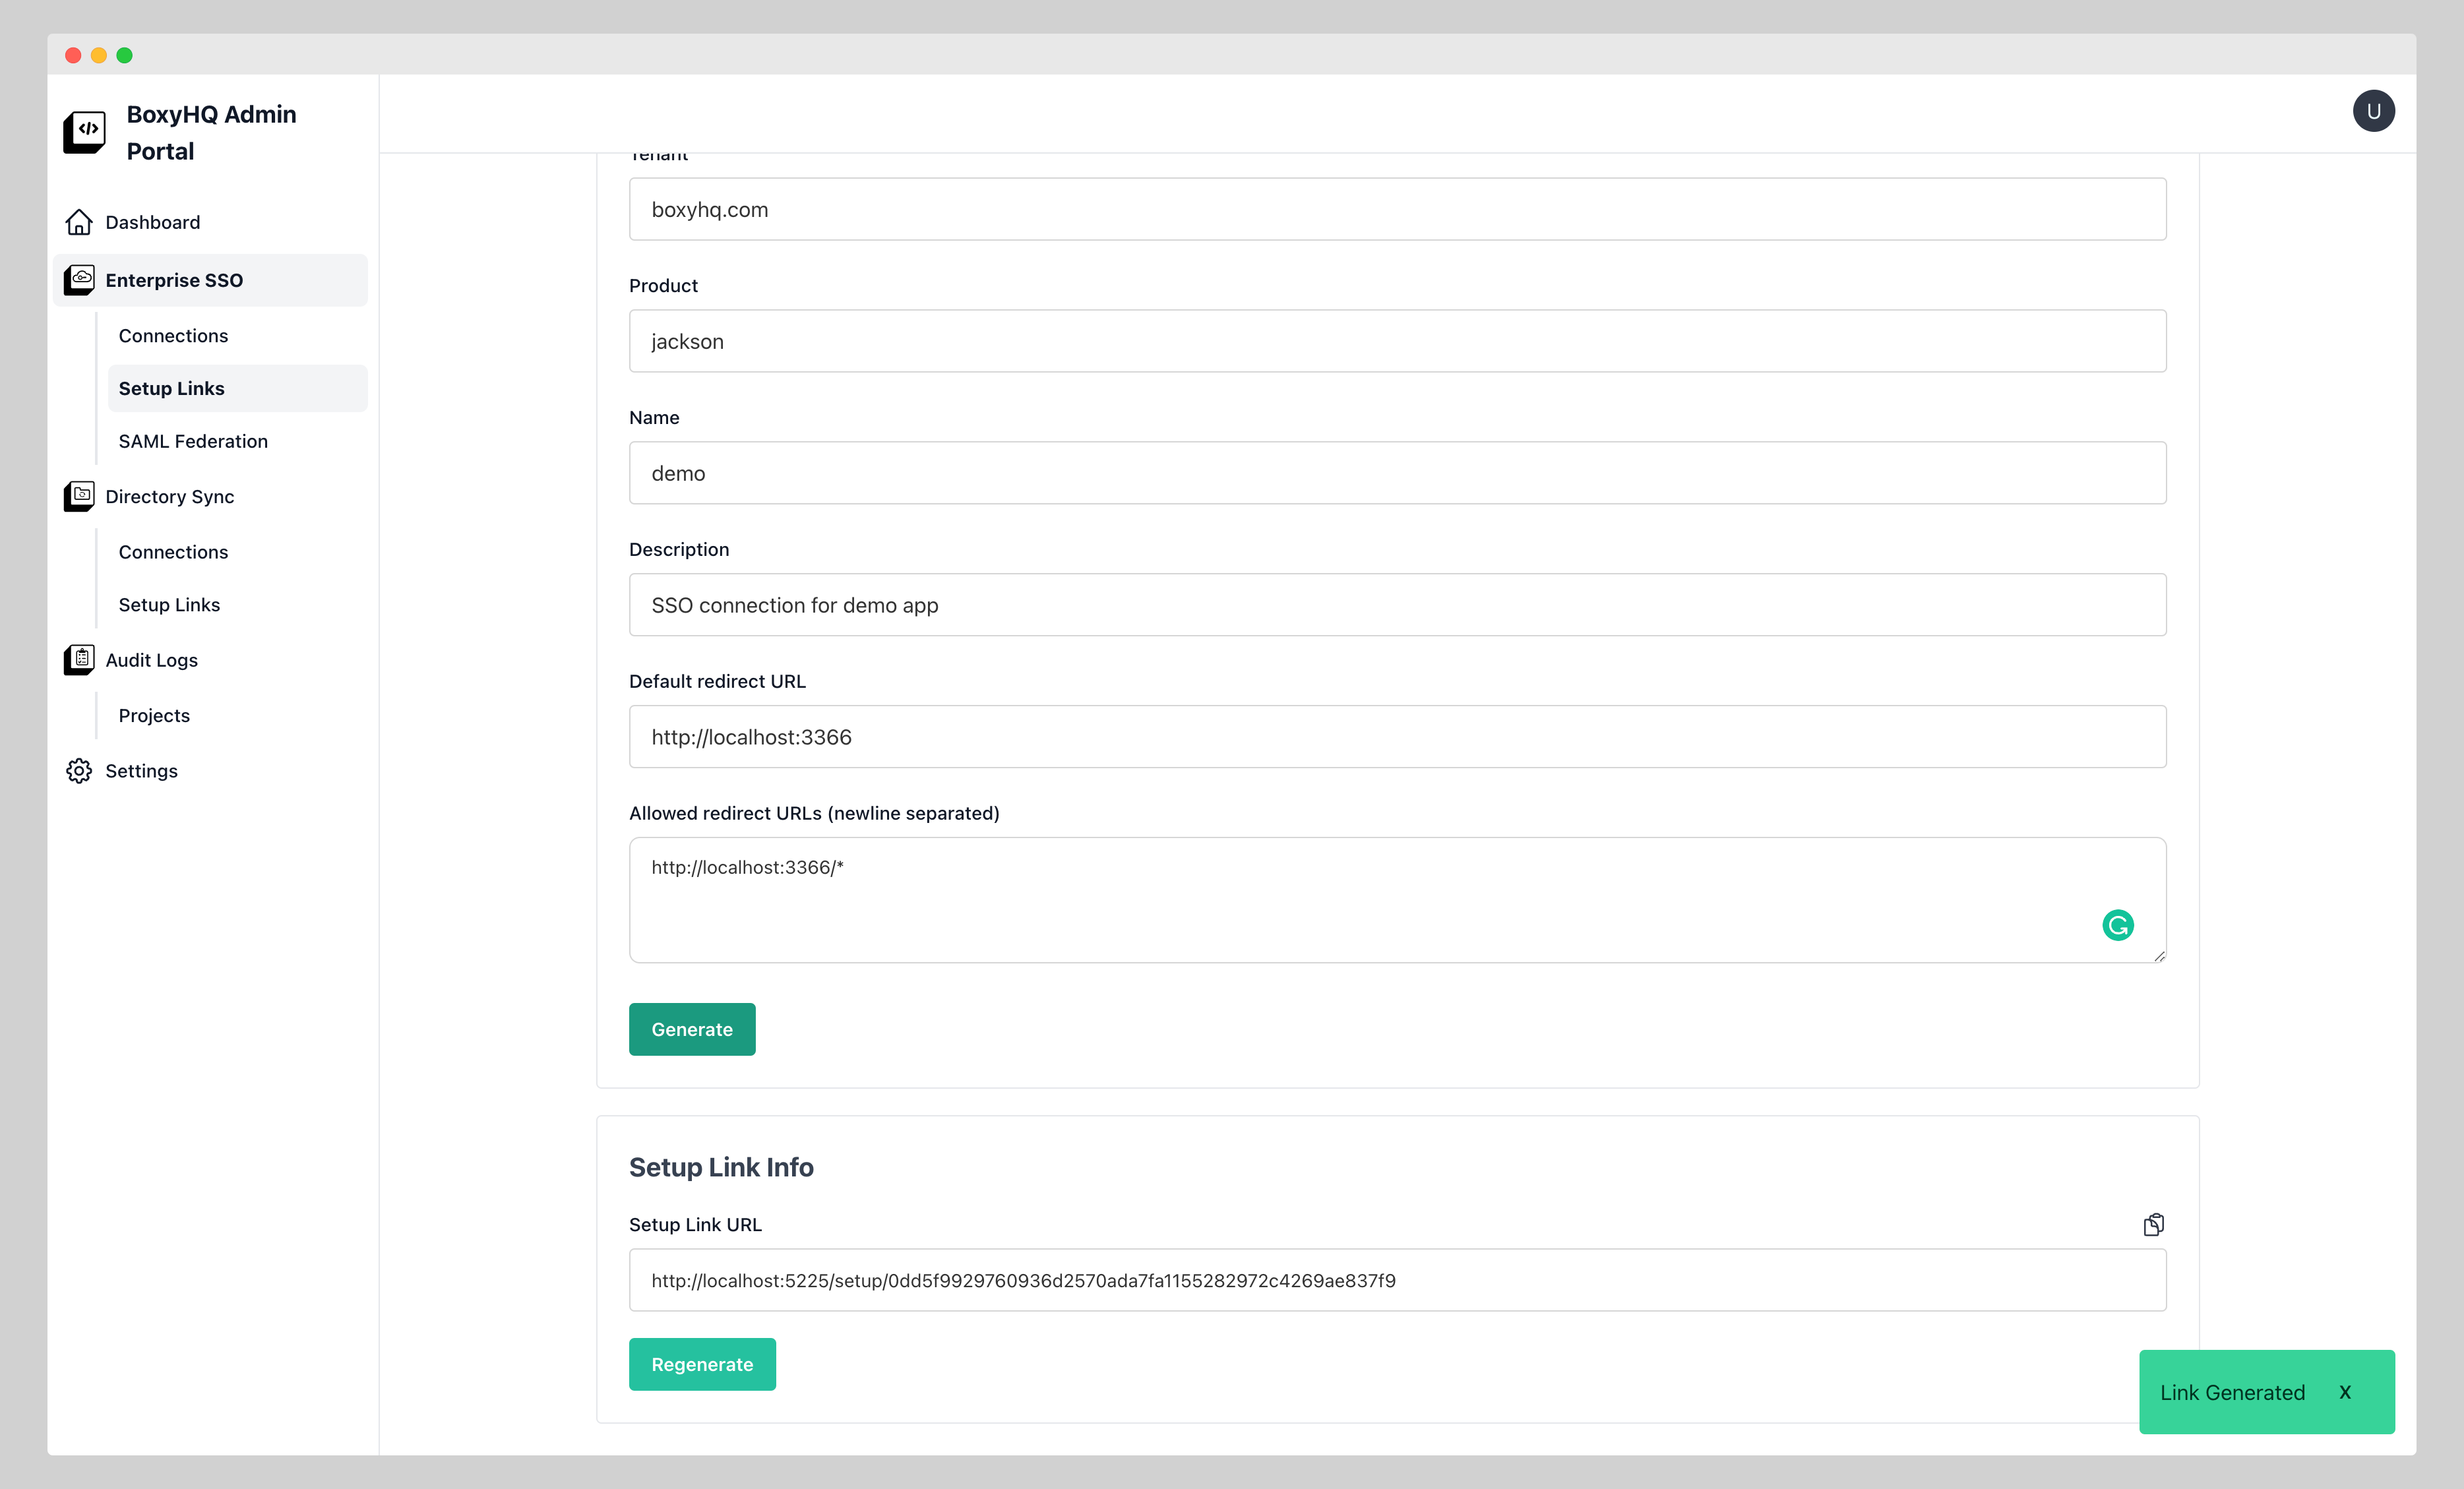 BoxyHQ Admin
Portal
U
Dashboard
Enterprise SSO
Connections
Setup Links
SAML Federation
Directory Sync
Connections
Setup Links
Audit Logs
Projects
Settings
Tenant
boxyhq.com
Product
jackson
Name
demo
Description
SSO connection for demo app
Default redirect URL
http://localhost:3366
Allowed redirect URLs (newline separated)
http://localhost:3366/*
Generate
Setup Link Info
Setup Link URL
http://localhost:5225/setup/0dd5f9929760936d2570ada7fa1155282972c4269ae837f9
Regenerate
Link Generated X